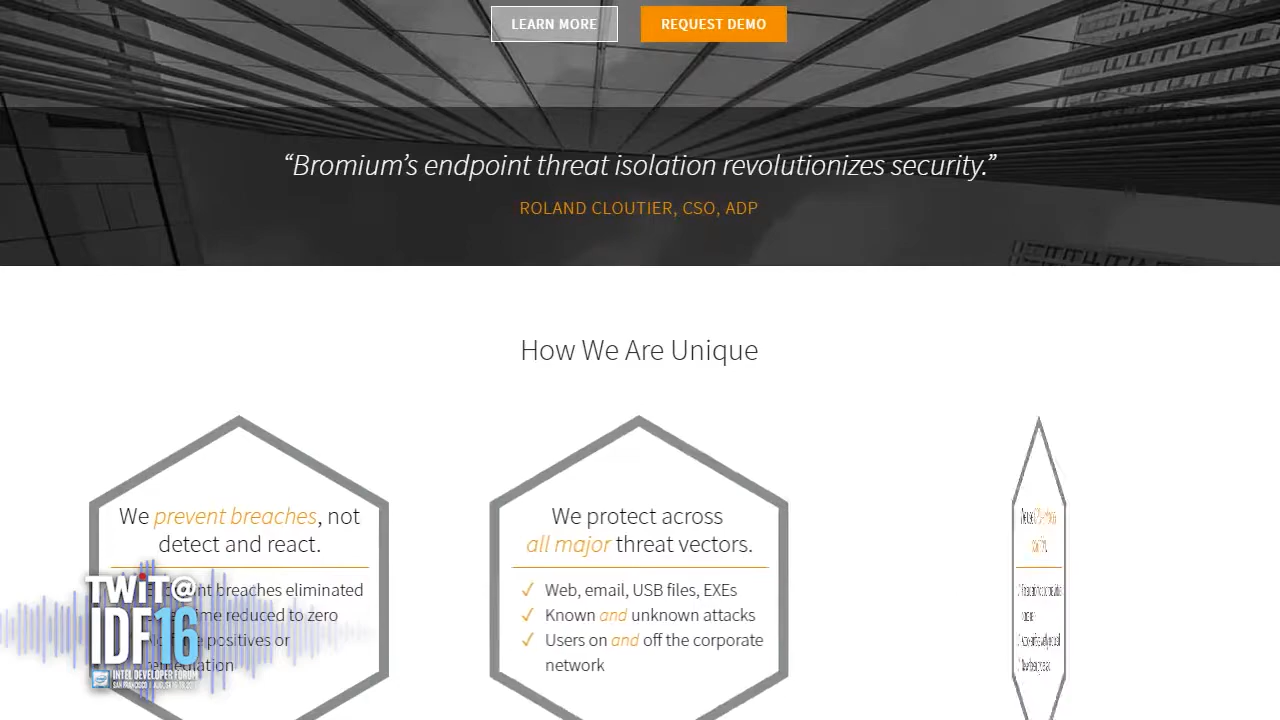 LEARN MORE
REQUEST DEMO
“Bromium’s endpoint threat isolation revolutionizes security.”
ROLAND CLOUTIER, CSO, ADP
How We Are Unique
We prevent breaches, not
detect and react.
breaches eliminated
reduced to zero
positives or
We protect across
all major threat vectors.
✓ Web, email, USB files, EXEs
✓ Known and unknown attacks
✓ Users on and off the corporate
network
TWiT@
IDF16
INTEL DEVELOPER FORUM